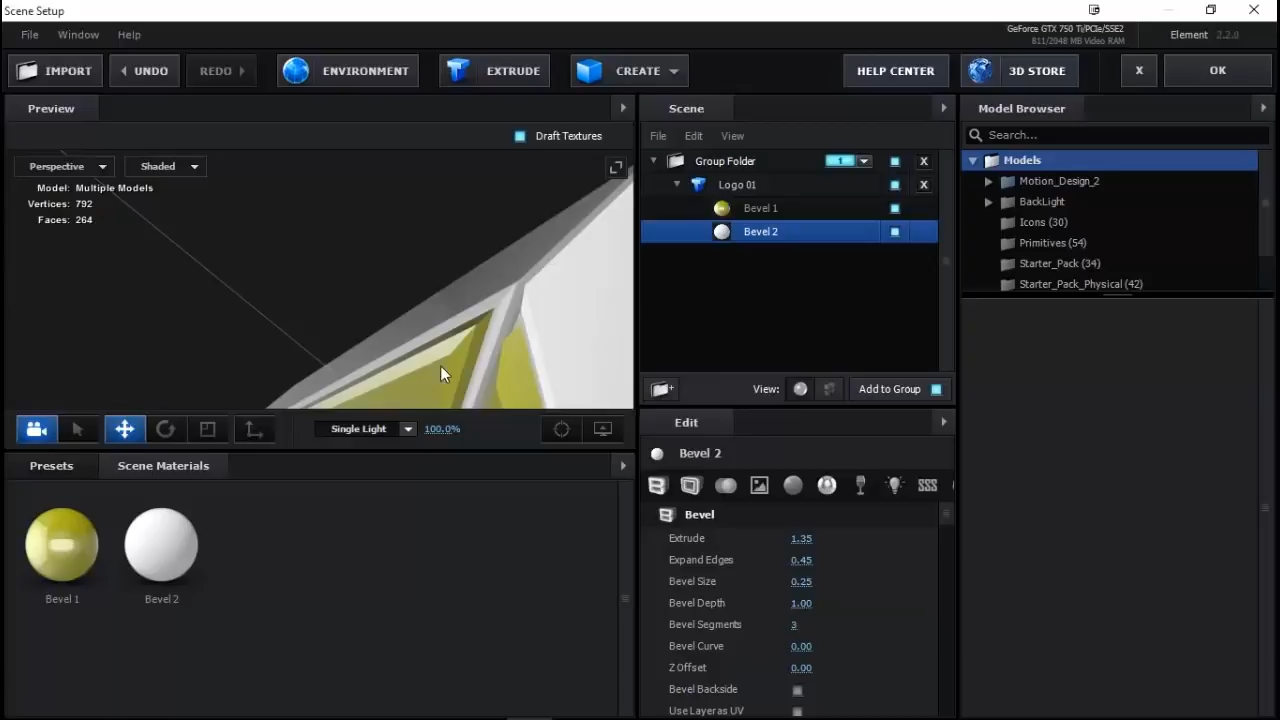 Scene Setup
File Window Help
GeForce GTX 750 Ti/PCIe/SSE2
811/2048 MB Video RAM
Element 2.2.0
IMPORT UNDO REDO ENVIRONMENT EXTRUDE CREATE HELP CENTER 3D STORE X OK
Preview
Draft Textures
Perspective Shaded
Model: Multiple Models
Vertices: 792
Faces: 264
Single Light 100.0%
Presets Scene Materials
Bevel 1 Bevel 2
Scene
File Edit View
Group Folder 1 X
Logo 01 X
Bevel 1
Bevel 2
View: Add to Group
Edit
Bevel 2
SSS
Bevel
Extrude 1.35
Expand Edges 0.45
Bevel Size 0.25
Bevel Depth 1.00
Bevel Segments 3
Bevel Curve 0.00
Z Offset 0.00
Bevel Backside
Use Layer as UV
Model Browser
Search...
Models
Motion_Design_2
BackLight
Icons (30)
Primitives (54)
Starter_Pack (34)
Starter_Pack_Physical (42)